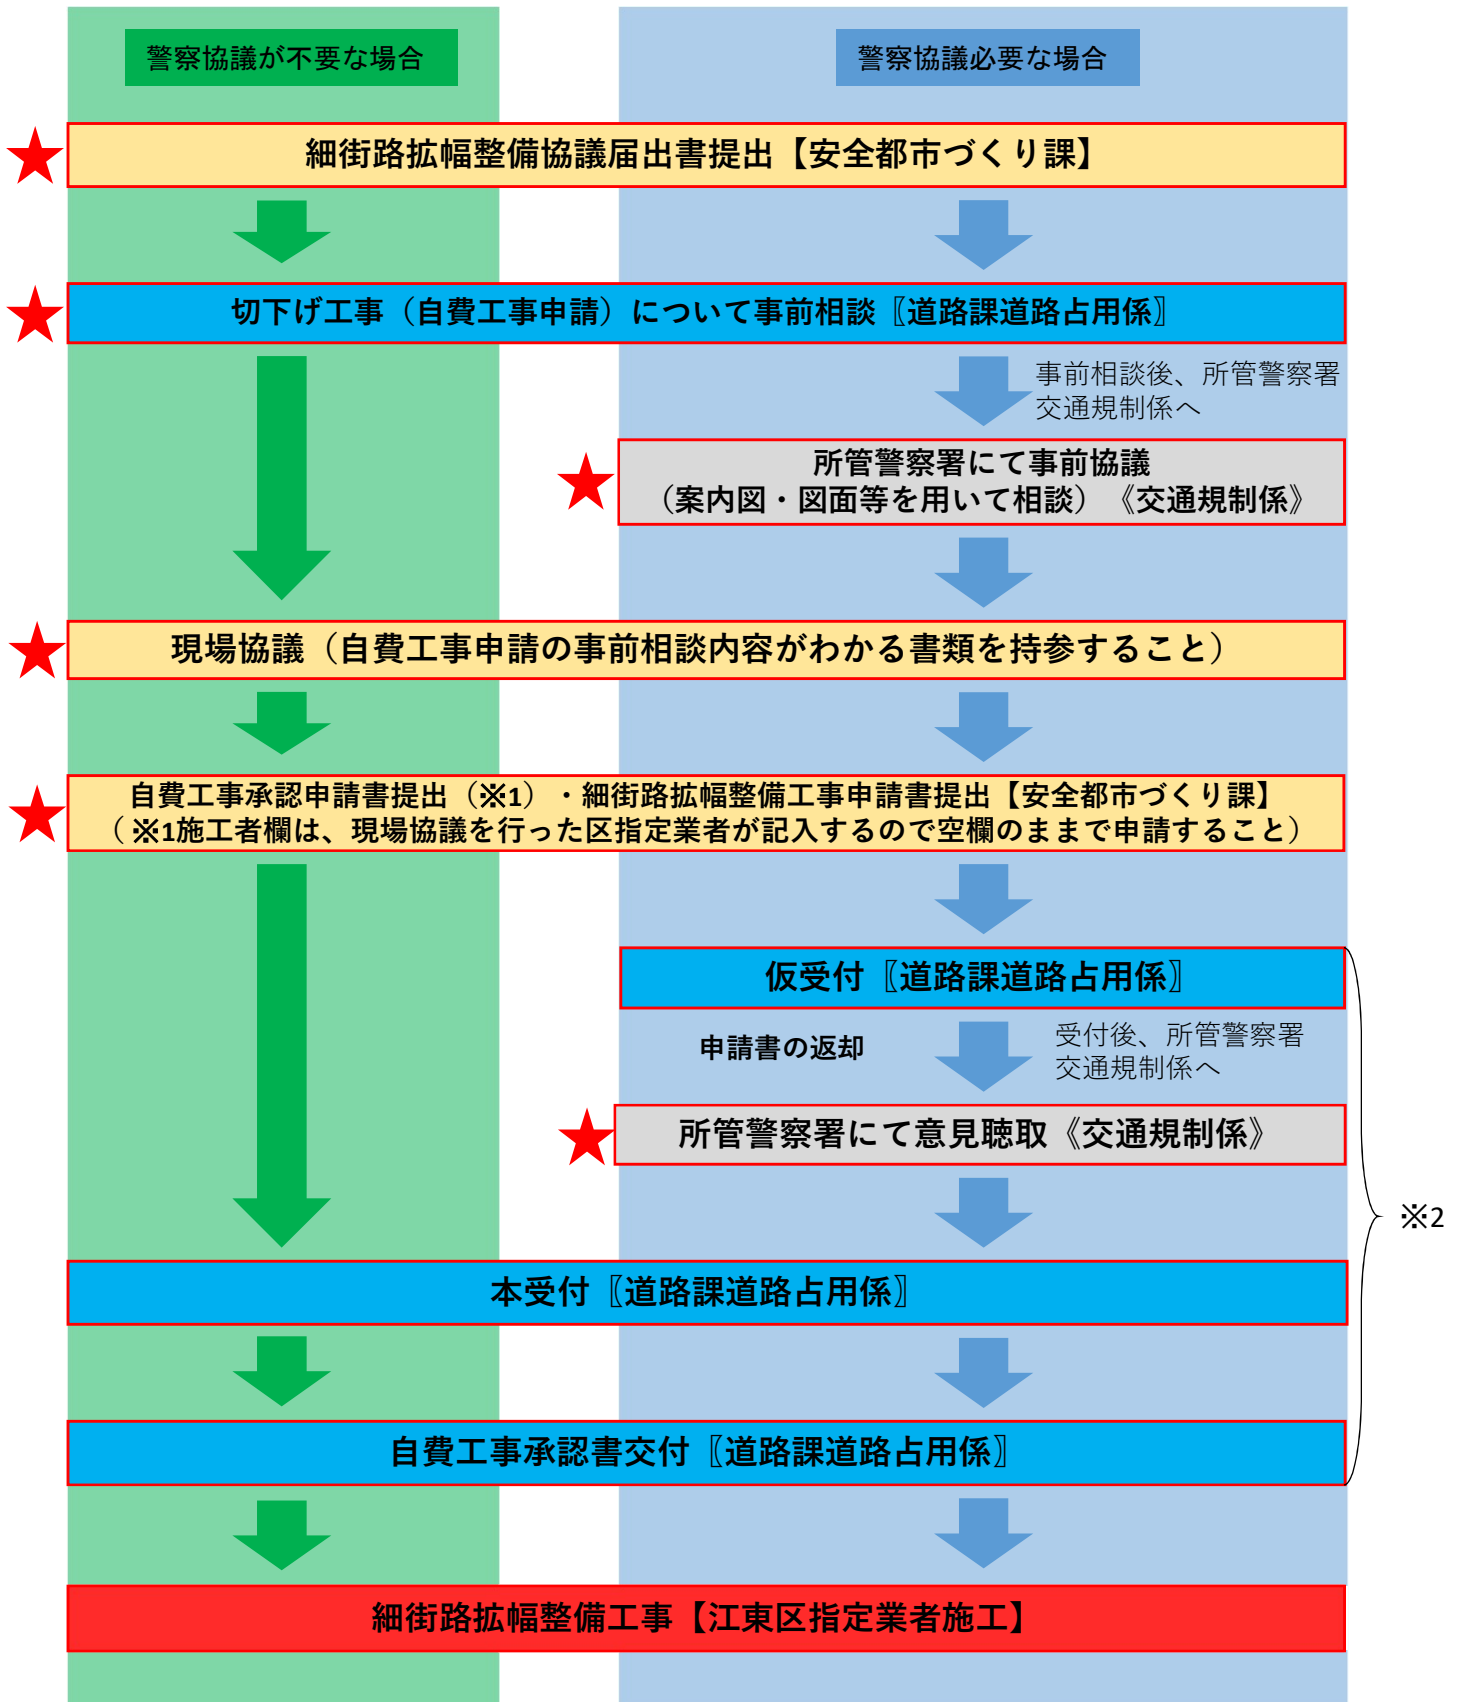 警察協議が不要な場合
警察協議必要な場合
細街路拡幅整備協議届出書提出【安全都市づくり課】
切下げ工事（自費工事申請）について事前相談〖道路課道路占用係〗
事前相談後、所管警察署
交通規制係へ
所管警察署にて事前協議
（案内図・図面等を用いて相談）《交通規制係》
現場協議（自費工事申請の事前相談内容がわかる書類を持参すること）
自費工事承認申請書提出（※1）・細街路拡幅整備工事申請書提出【安全都市づくり課】
（※1施工者欄は、現場協議を行った区指定業者が記入するので空欄のままで申請すること）
仮受付〖道路課道路占用係〗
申請書の返却
受付後、所管警察署
交通規制係へ
所管警察署にて意見聴取《交通規制係》
※2
本受付〖道路課道路占用係〗
自費工事承認書交付〖道路課道路占用係〗
細街路拡幅整備工事【江東区指定業者施工】